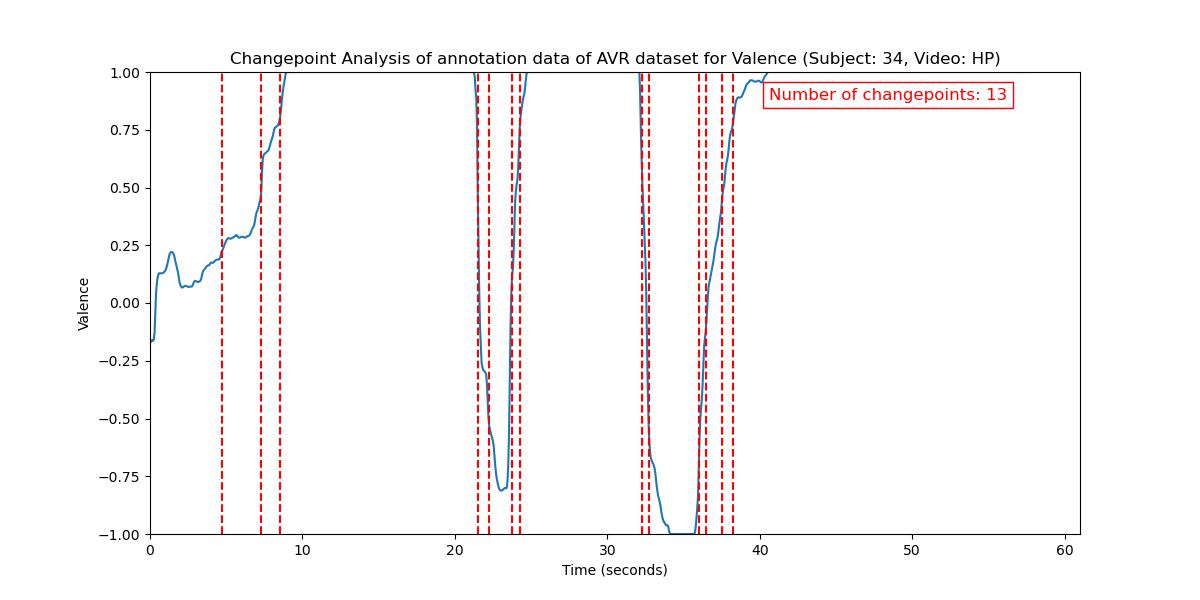 Changepoint Analysis of annotation data of AVR dataset for Valence (Subject: 34, Video: HP)
Number of changepoints: 13
1.00
0.75
0.50
0.25
0.00
−0.25
−0.50
−0.75
−1.00
Valence
0 10 20 30 40 50 60
Time (seconds)